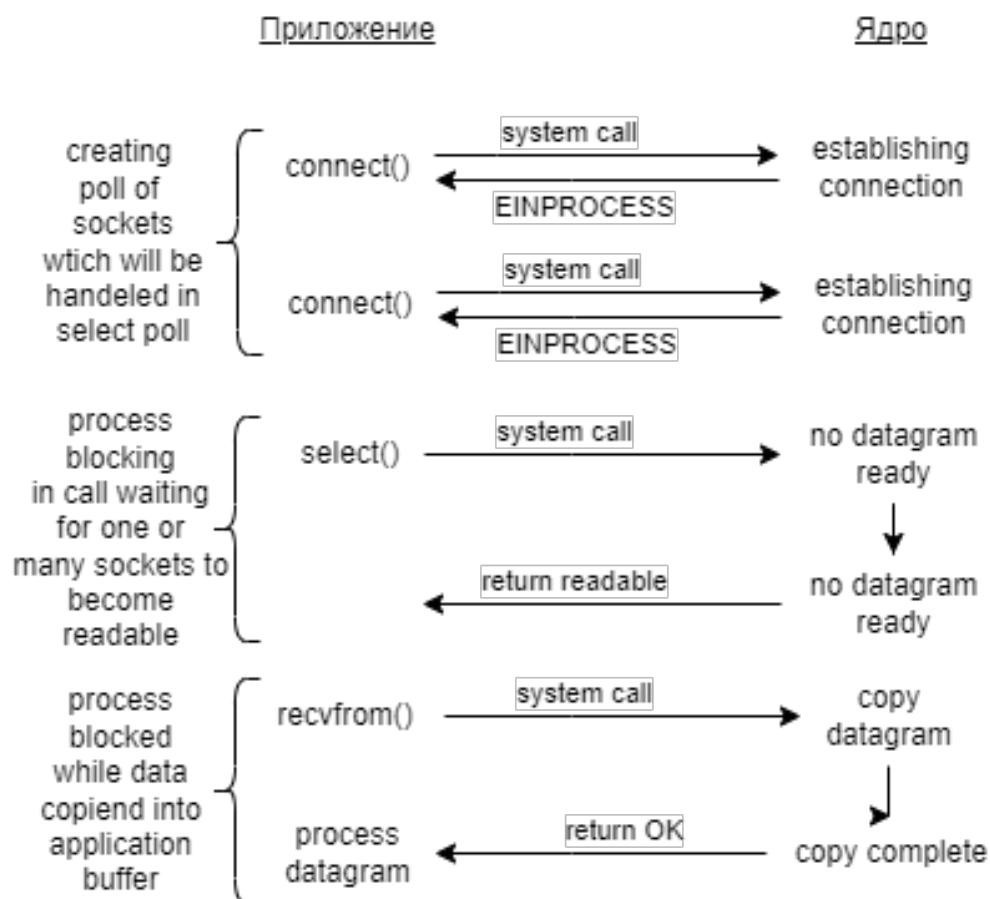 Приложение
Ядро
creating
poll of
sockets
wtich will be
handeled in
select poll
connect()
system call
EINPROCESS
establishing
connection
connect()
system call
EINPROCESS
establishing
connection
process
blocking
in call waiting
for one or
many sockets to
become
readable
select()
system call
no datagram
ready
return readable
no datagram
ready
process
blocked
while data
copiend into
application
buffer
recvfrom()
system call
copy
datagram
process
datagram
return OK
copy complete